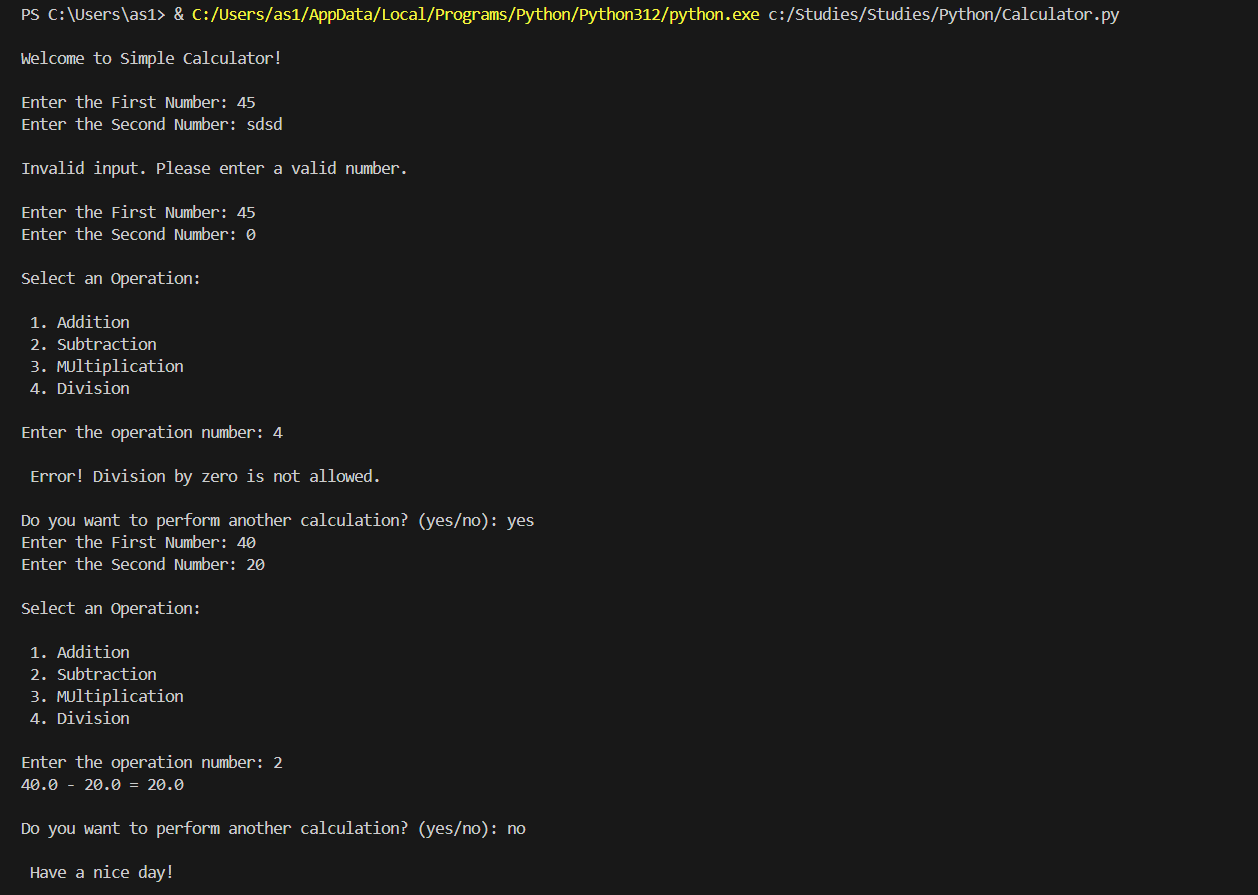 PS C:\Users\as1> & C:/Users/as1/AppData/Local/Programs/Python/Python312/python.exe c:/Studies/Studies/Python/Calculator.py
Welcome to Simple Calculator!
Enter the First Number: 45
Enter the Second Number: sdsd
Invalid input. Please enter a valid number.
Enter the First Number: 45
Enter the Second Number: 0
Select an Operation:
1. Addition
2. Subtraction
3. MUltiplication
4. Division
Enter the operation number: 4
Error! Division by zero is not allowed.
Do you want to perform another calculation? (yes/no): yes
Enter the First Number: 40
Enter the Second Number: 20
Select an Operation:
1. Addition
2. Subtraction
3. MUltiplication
4. Division
Enter the operation number: 2
40.0 - 20.0 = 20.0
Do you want to perform another calculation? (yes/no): no
Have a nice day!